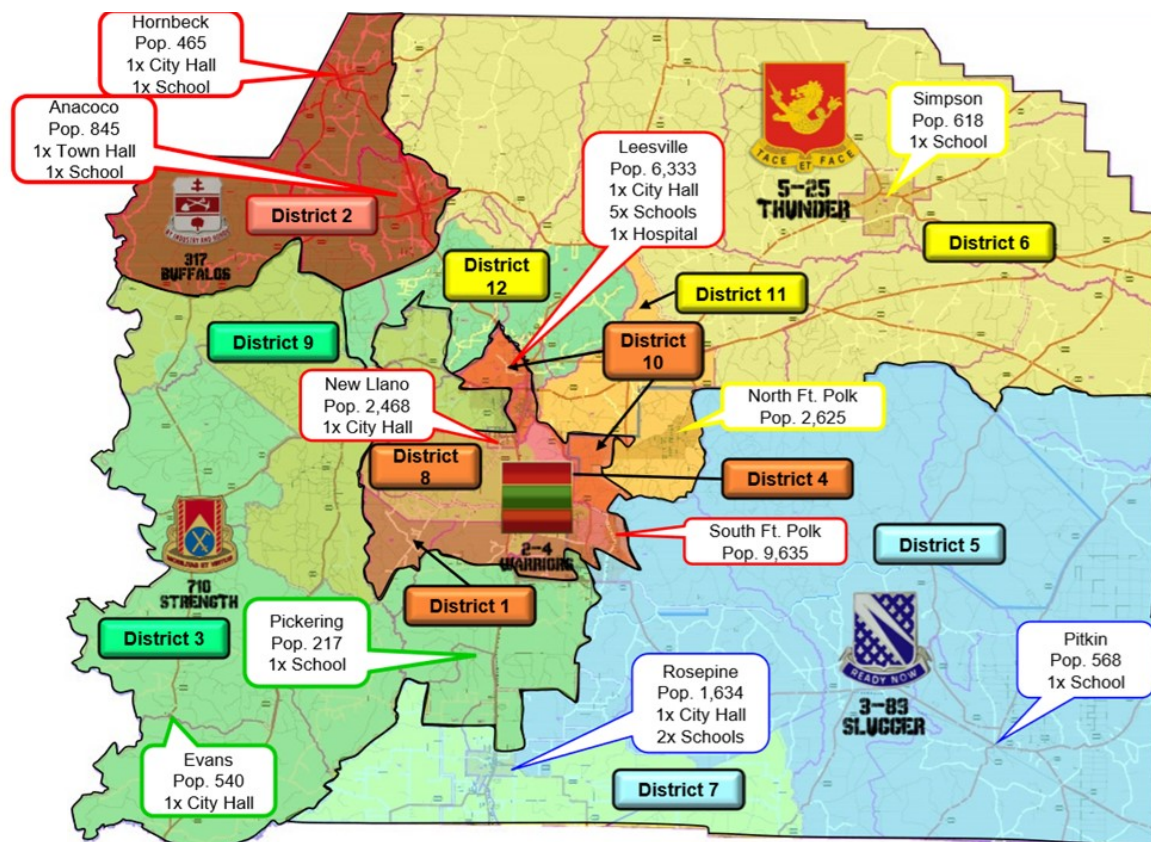 Hornbeck
Pop. 465
1x City Hall
1x School
Anacoco
Pop. 845
1x Town Hall
1x School
Leesville
Pop. 6,333
1x City Hall
5x Schools
1x Hospital
Simpson
Pop. 618
1x School
TACE ET FACE
5-25
THUNDER
District 2
317
BUFFALOS
District 6
District
12
District 11
District 9
District
10
New Llano
Pop. 2,468
1x City Hall
North Ft. Polk
Pop. 2,625
District
8
District 4
2-4
WARRIORS
South Ft. Polk
Pop. 9,635
District 5
710
STRENGTH
District 1
District 3
Pickering
Pop. 217
1x School
READY NOW
3-89
SLUGGER
Pitkin
Pop. 568
1x School
Rosepine
Pop. 1,634
1x City Hall
2x Schools
Evans
Pop. 540
1x City Hall
District 7